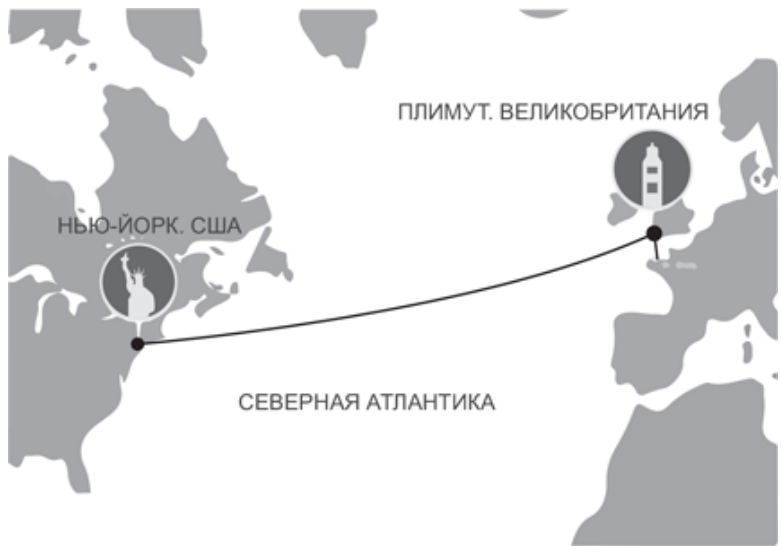 ПЛИМУТ. ВЕЛИКОБРИТАНИЯ
НЬЮ-ЙОРК. США
СЕВЕРНАЯ АТЛАНТИКА